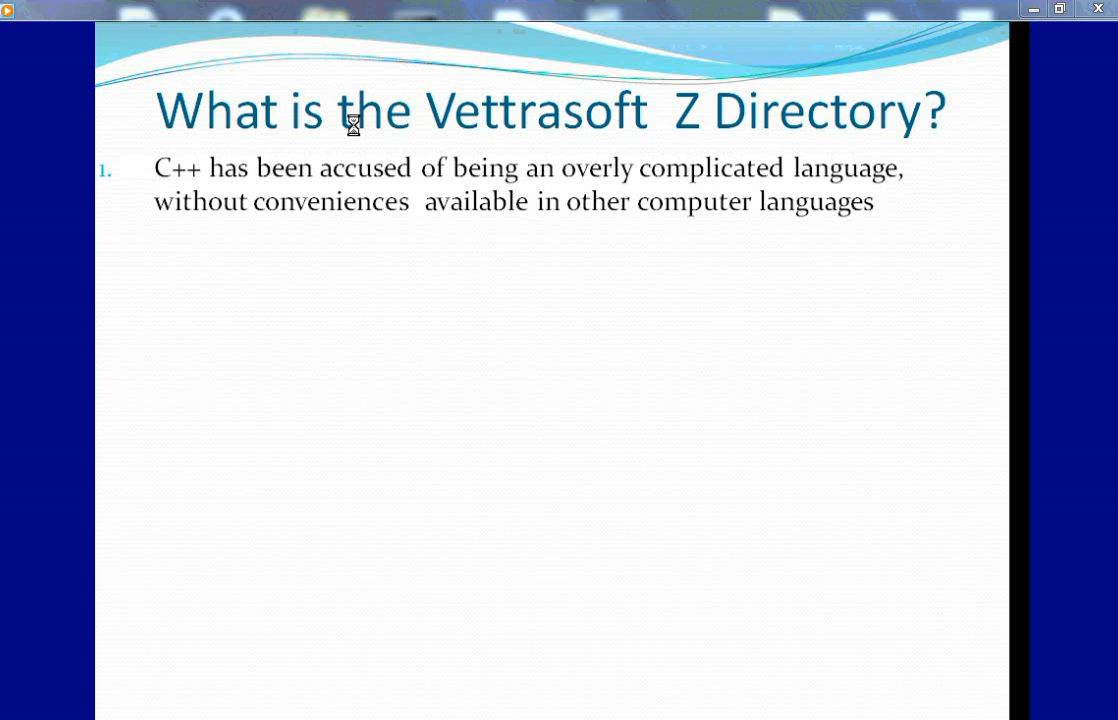 What is the Vettrasoft Z Directory?
1. C++ has been accused of being an overly complicated language,
without conveniences available in other computer languages